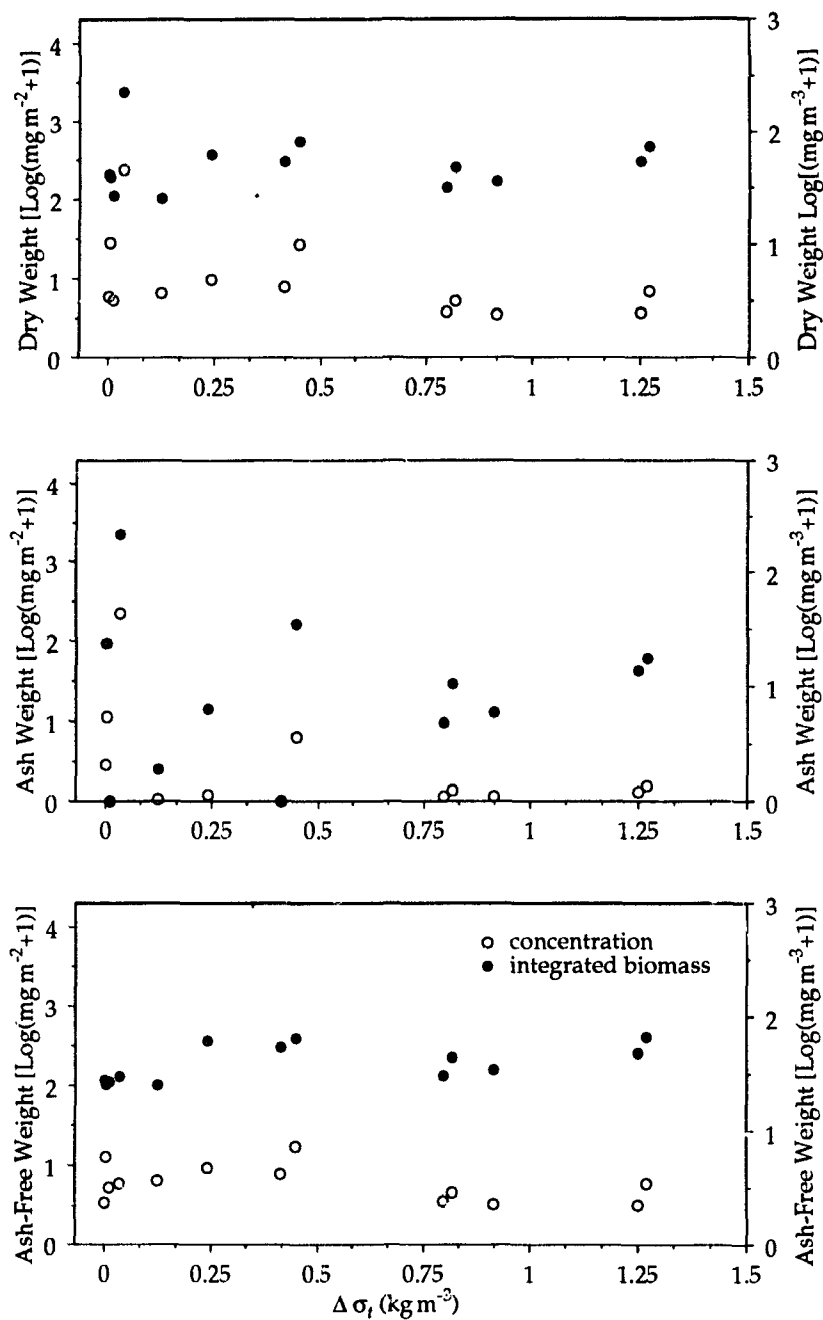 Dry Weight [Log(mg m⁻²+1)]
4
3
2
1
0
Dry Weight Log[(mg m⁻³+1)]
3
2
1
0
0 0.25 0.5 0.75 1 1.25 1.5
Ash Weight [Log(mg m⁻²+1)]
4
3
2
1
0
Ash Weight [Log(mg m⁻³+1)]
3
2
1
0
0 0.25 0.5 0.75 1 1.25 1.5
Ash-Free Weight [Log(mg m⁻²+1)]
4
3
2
1
0
○ concentration
● integrated biomass
Ash-Free Weight [Log(mg m⁻³+1)]
3
2
1
0
0 0.25 0.5 0.75 1 1.25 1.5
Δ σₜ (kg m⁻³)